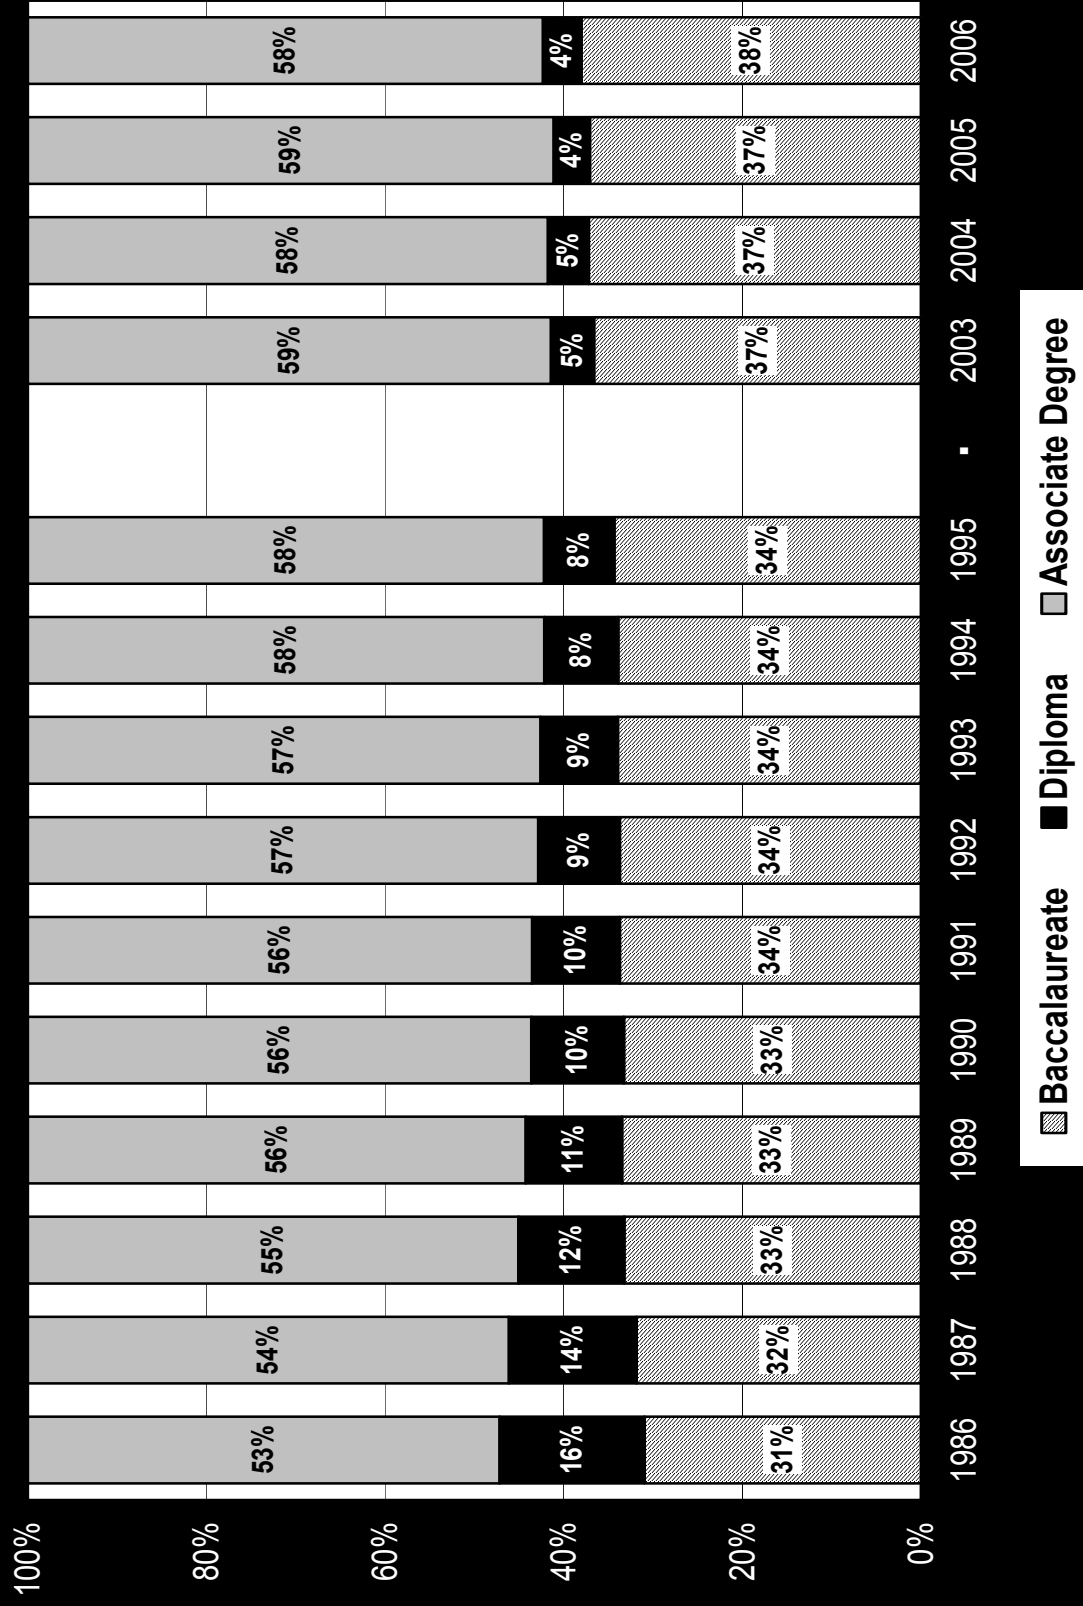 100%
80%
60%
40%
20%
0%
53% 54% 55% 56% 56% 56% 57% 57% 58% 58% 59% 58% 59% 58%
16% 14% 12% 11% 10% 10% 9% 9% 8% 8% 5% 5% 4% 4%
31% 32% 33% 33% 33% 34% 34% 34% 34% 34% 37% 37% 37% 38%
1986 1987 1988 1989 1990 1991 1992 1993 1994 1995 . 2003 2004 2005 2006
Baccalaureate Diploma Associate Degree